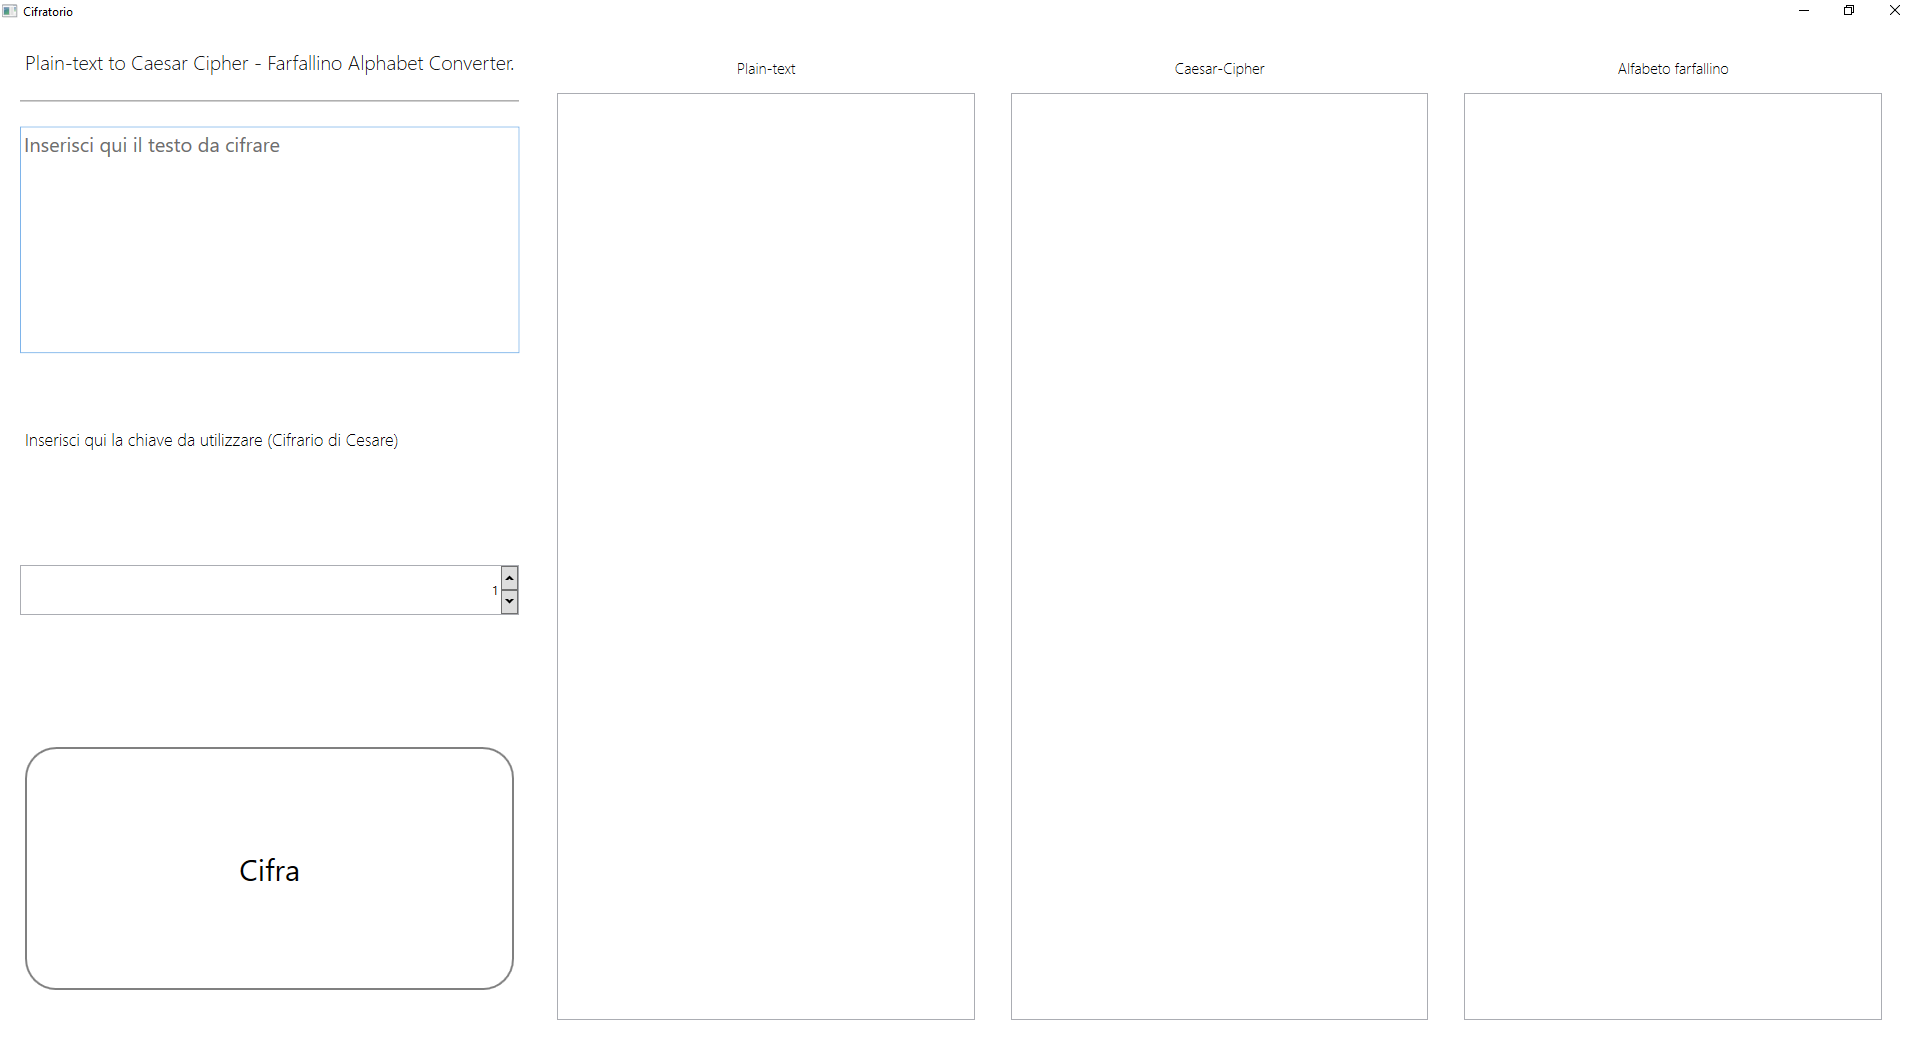 Cifratorio
Plain-text to Caesar Cipher - Farfallino Alphabet Converter.
Inserisci qui il testo da cifrare
Inserisci qui la chiave da utilizzare (Cifrario di Cesare)
1
Cifra
Plain-text
Caesar-Cipher
Alfabeto farfallino